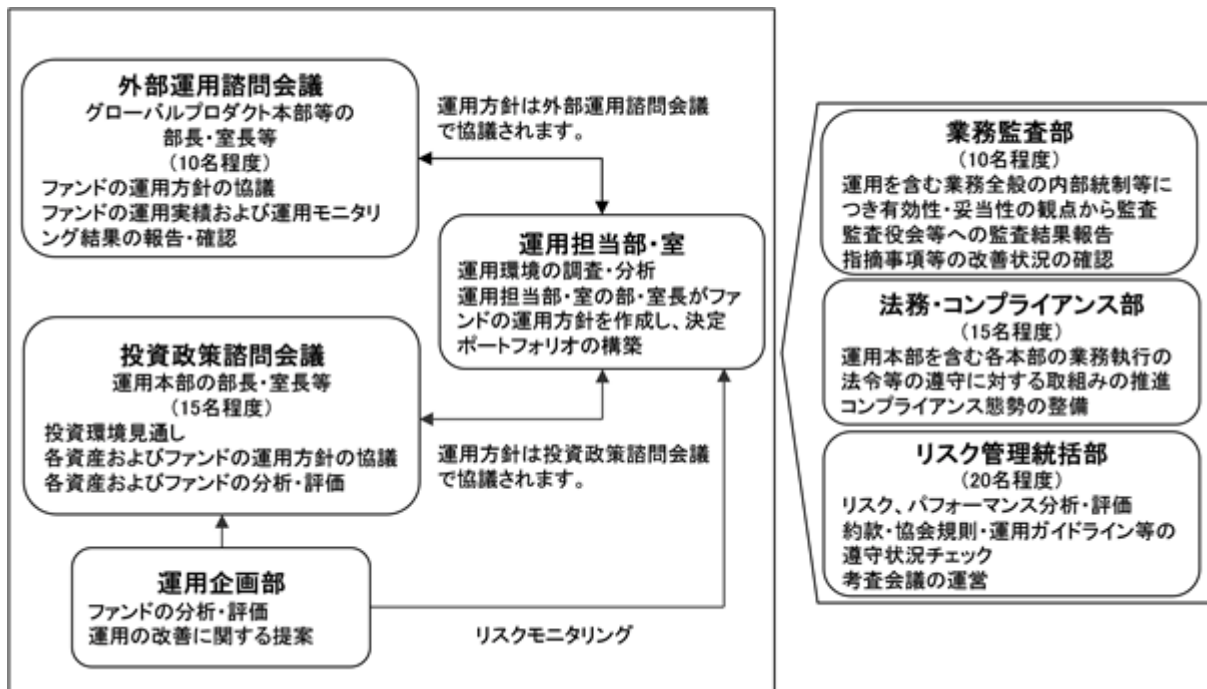 外部運用諮問会議
グローバルプロダクト本部等の
部長・室長等
(10名程度)
ファンドの運用方針の協議
ファンドの運用実績および運用モニタリ
ング結果の報告・確認
運用方針は外部運用諮問会議
で協議されます。
運用担当部・室
運用環境の調査・分析
運用担当部・室の部・室長がファ
ンドの運用方針を作成し、決定
ポートフォリオの構築
投資政策諮問会議
運用本部の部長・室長等
(15名程度)
投資環境見通し
各資産およびファンドの運用方針の協議
各資産およびファンドの分析・評価
運用方針は投資政策諮問会議
で協議されます。
運用企画部
ファンドの分析・評価
運用の改善に関する提案
リスクモニタリング
業務監査部
(10名程度)
運用を含む業務全般の内部統制等に
つき有効性・妥当性の観点から監査
監査役会等への監査結果報告
指摘事項等の改善状況の確認
法務・コンプライアンス部
(15名程度)
運用本部を含む各本部の業務執行の
法令等の遵守に対する取組みの推進
コンプライアンス態勢の整備
リスク管理統括部
(20名程度)
リスク、パフォーマンス分析・評価
約款・協会規則・運用ガイドライン等の
遵守状況チェック
考査会議の運営